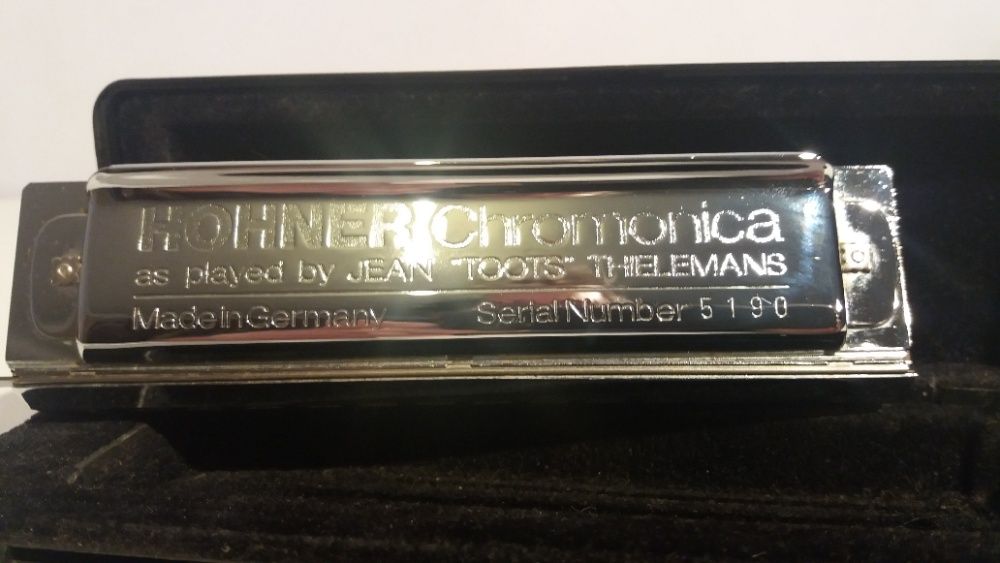 HOHNER Chromonica
as played by JEAN "TOOTS" THIELEMANS
Made in Germany Serial Number 5190